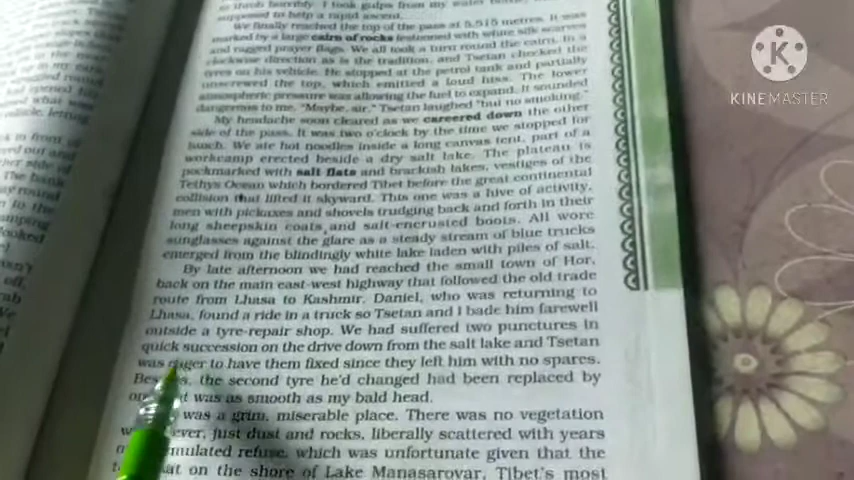 to throb horribly. I took gulps from my water
supposed to help a rapid ascent.
We finally reached the top of the pass at 5,515 metres. It was
marked by a large cairn of rocks festooned with white silk scarves
and ragged prayer flags. We all took a turn round the cairn, in a
clockwise direction as is the tradition, and Tsetan checked the
tyres on his vehicle. He stopped at the petrol tank and partially
unscrewed the top, which emitted a loud hiss. The lower
atmospheric pressure was allowing the fuel to expand. It sounded
dangerous to me. "Maybe, sir," Tsetan laughed "but no smoking."
My headache soon cleared as we careered down the other
side of the pass. It was two o'clock by the time we stopped for
lunch. We ate hot noodles inside a long canvas tent, part of a
workcamp erected beside a dry salt lake. The plateau is
pockmarked with salt flats and brackish lakes, vestiges of the
Tethys Ocean which bordered Tibet before the great continental
collision that lifted it skyward. This one was a hive of activity,
men with pickaxes and shovels trudging back and forth in their
long sheepskin coats and salt-encrusted boots. All wore
sunglasses against the glare as a steady stream of blue trucks
emerged from the blindingly white lake laden with piles of salt.
By late afternoon we had reached the small town of Hor,
back on the main east-west highway that followed the old trade
route from Lhasa to Kashmir. Daniel, who was returning to
Lhasa, found a ride in a truck so Tsetan and I bade him farewell
outside a tyre-repair shop. We had suffered two punctures in
quick succession on the drive down from the salt lake and Tsetan
was eager to have them fixed since they left him with no spares.
the second tyre he'd changed had been replaced by
was as smooth as my bald head.
was a grim, miserable place. There was no vegetation
just dust and rocks, liberally scattered with years
refuse, which was unfortunate given that the
on the shore of Lake Manasarovar, Tibet's most
K
KINEMASTER